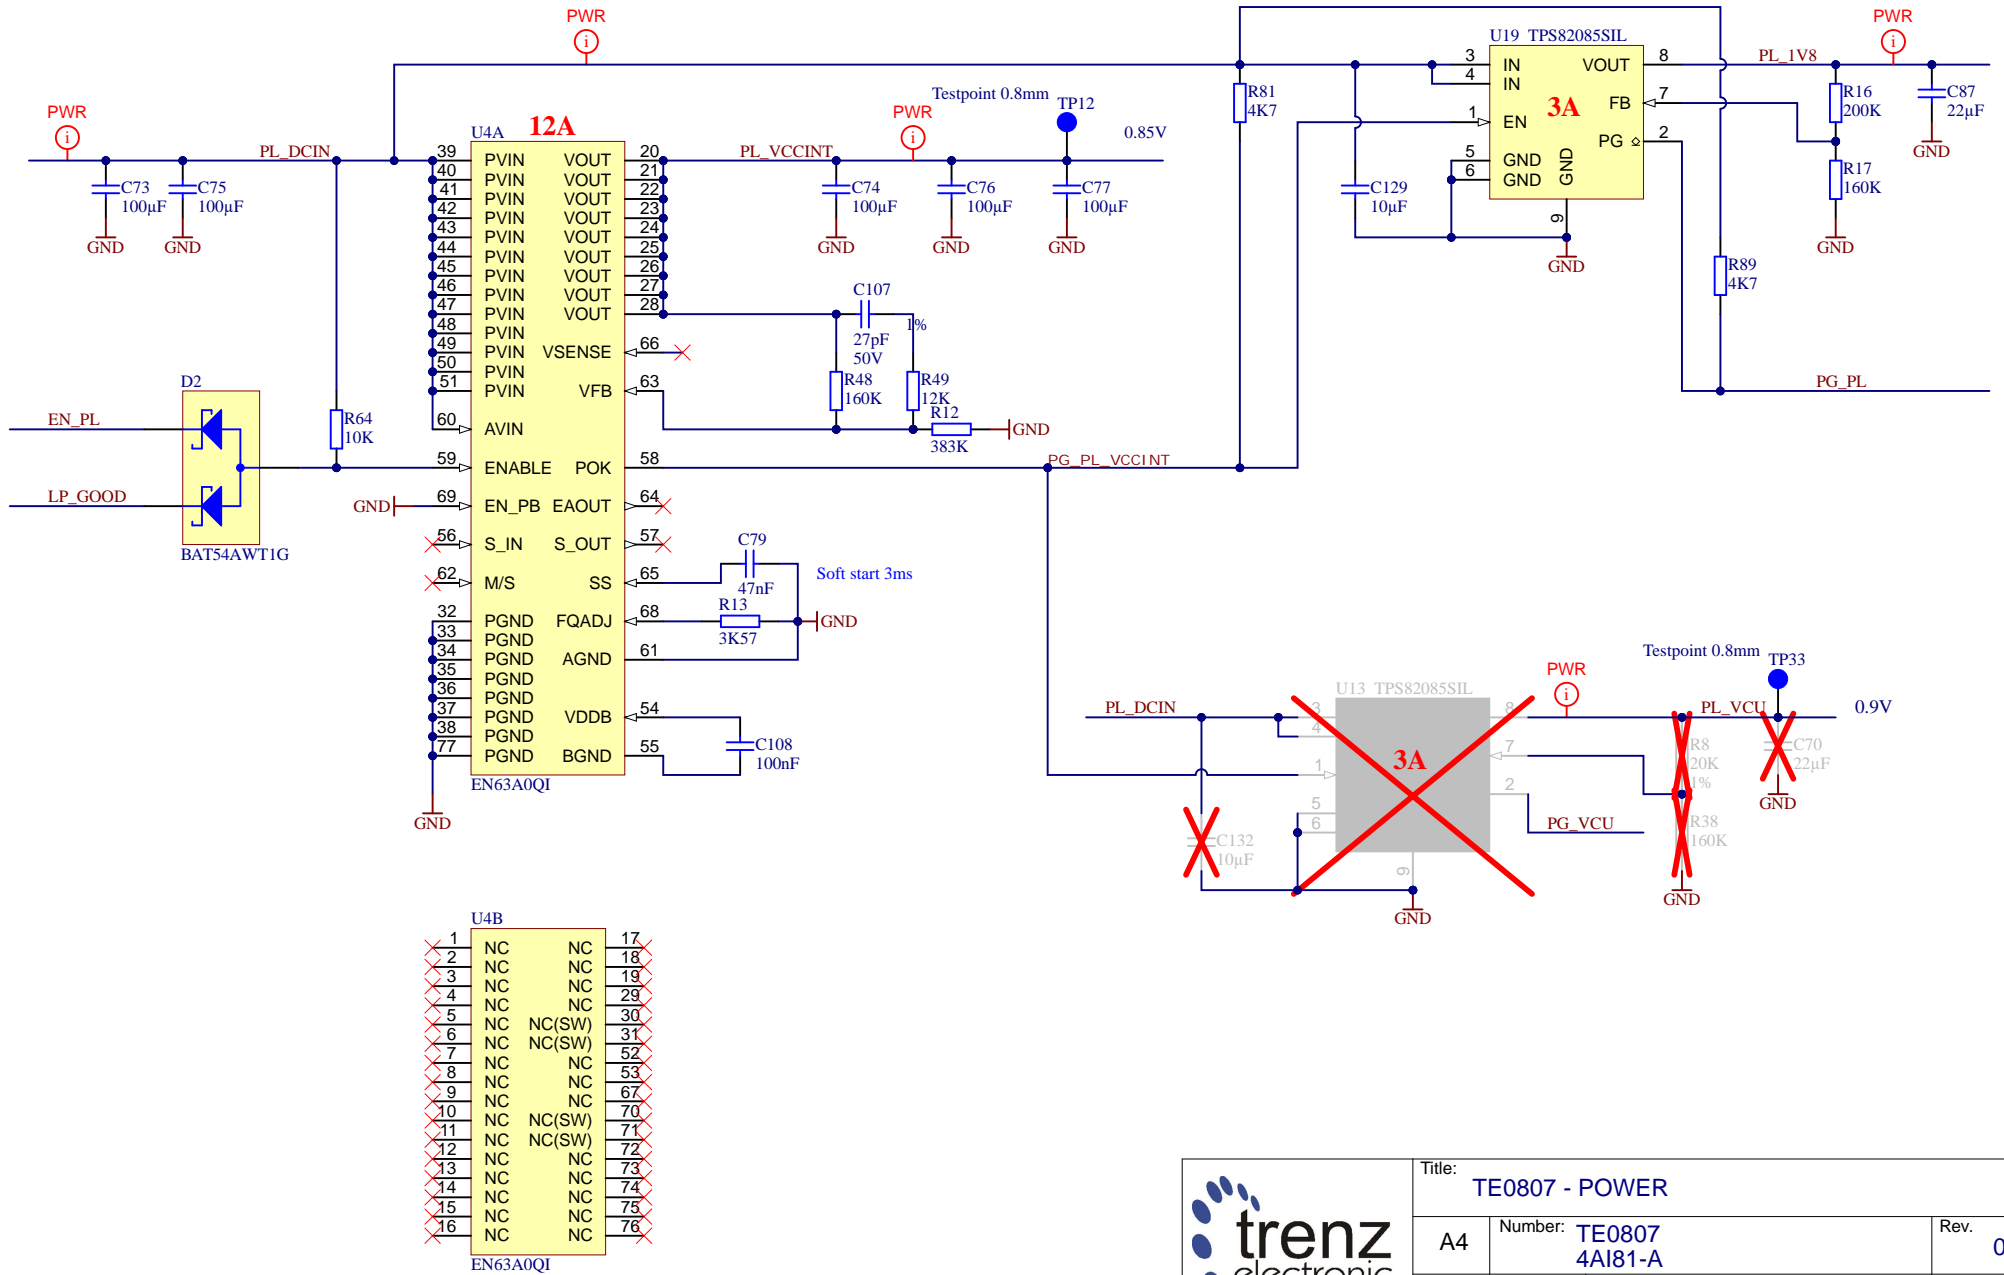 PWR
PWR
PWR
PWR
PWR
U4A
12A
PL_DCIN
C73
100µF
GND
C75
100µF
GND
R64
10K
D2
EN_PL
LP_GOOD
BAT54AWT1G
39 PVIN VOUT 20
40 PVIN VOUT 21
41 PVIN VOUT 22
42 PVIN VOUT 23
43 PVIN VOUT 24
44 PVIN VOUT 25
45 PVIN VOUT 26
46 PVIN VOUT 27
47 PVIN VOUT 28
48 PVIN
49 PVIN VSENSE 66
50 PVIN
51 PVIN VFB 63
60 AVIN
59 ENABLE POK 58
GND 69 EN_PB EAOUT 64
56 S_IN S_OUT 57
62 M/S SS 65
32 PGND FQADJ 68
33 PGND
34 PGND AGND 61
35 PGND
36 PGND
37 PGND VDDB 54
38 PGND
77 PGND BGND 55
GND
EN63A0QI
PL_VCCINT
Testpoint 0.8mm
TP12
0.85V
C74
100µF
GND
C76
100µF
GND
C77
100µF
GND
C107
27pF
50V
1%
R48
160K
R49
12K
R12
383K
GND
PG_PL_VCCINT
C79
47nF
Soft start 3ms
R13
3K57
GND
C108
100nF
R81
4K7
C129
10µF
U19 TPS82085SIL
3A
3 IN VOUT 8
4 IN
FB 7
1 EN
PG 2
5 GND
6 GND
GND
9
GND
PL_1V8
R16
200K
C87
22µF
GND
R17
160K
GND
R89
4K7
PG_PL
U13 TPS82085SIL
3A
PL_DCIN
3
4
1
5
6
8
7
2
9
GND
C132
10µF
Testpoint 0.8mm
TP33
PL_VCU
0.9V
R8
20K
1%
C70
22µF
GND
PG_VCU
R38
160K
GND
U4B
1 NC NC 17
2 NC NC 18
3 NC NC 19
4 NC NC 29
5 NC NC(SW) 30
6 NC NC(SW) 31
7 NC NC 52
8 NC NC 53
9 NC NC 67
10 NC NC(SW) 70
11 NC NC(SW) 71
12 NC NC 72
13 NC NC 73
14 NC NC 74
15 NC NC 75
16 NC NC 76
EN63A0QI
trenz
electronic
Title:
TE0807 - POWER
A4
Number: TE0807
4AI81-A
Rev.
0